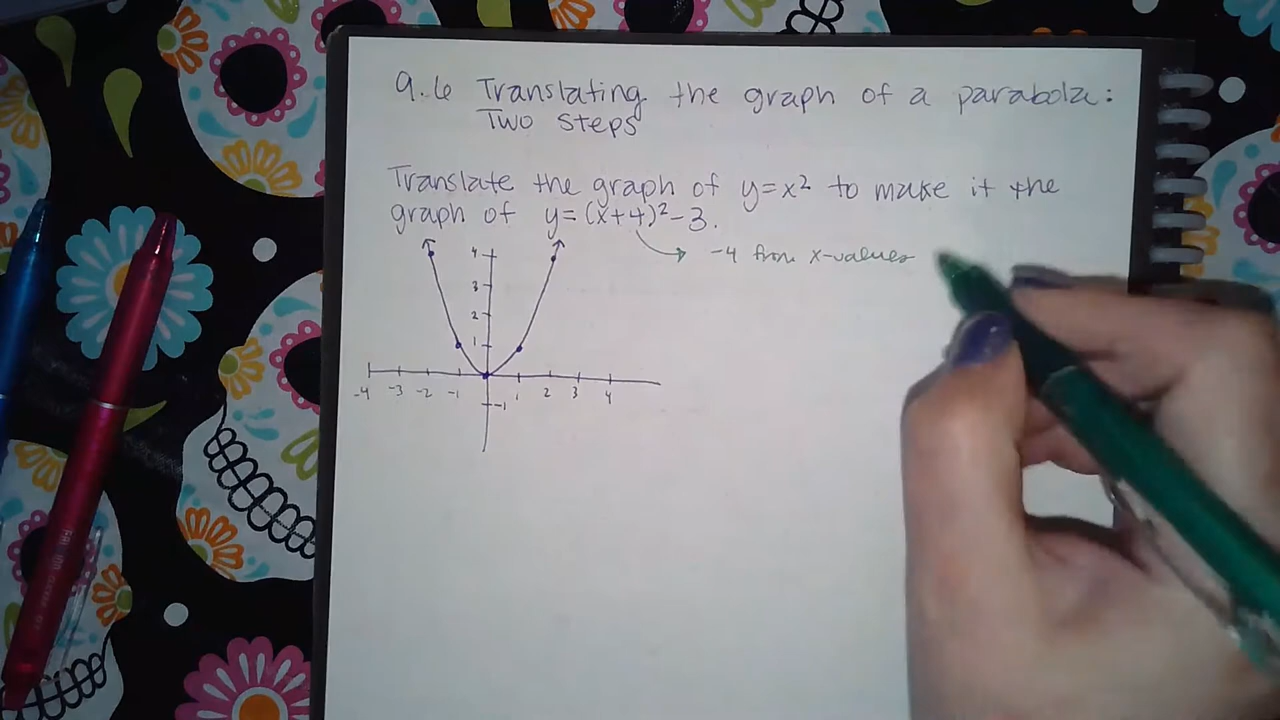 9.6 Translating the graph of a parabola:
Two Steps
Translate the graph of y=x² to make it the
graph of y=(x+4)²-3.
-4 from x-values
4
3
2
1
-4 -3 -2 -1 1 2 3 4
-1